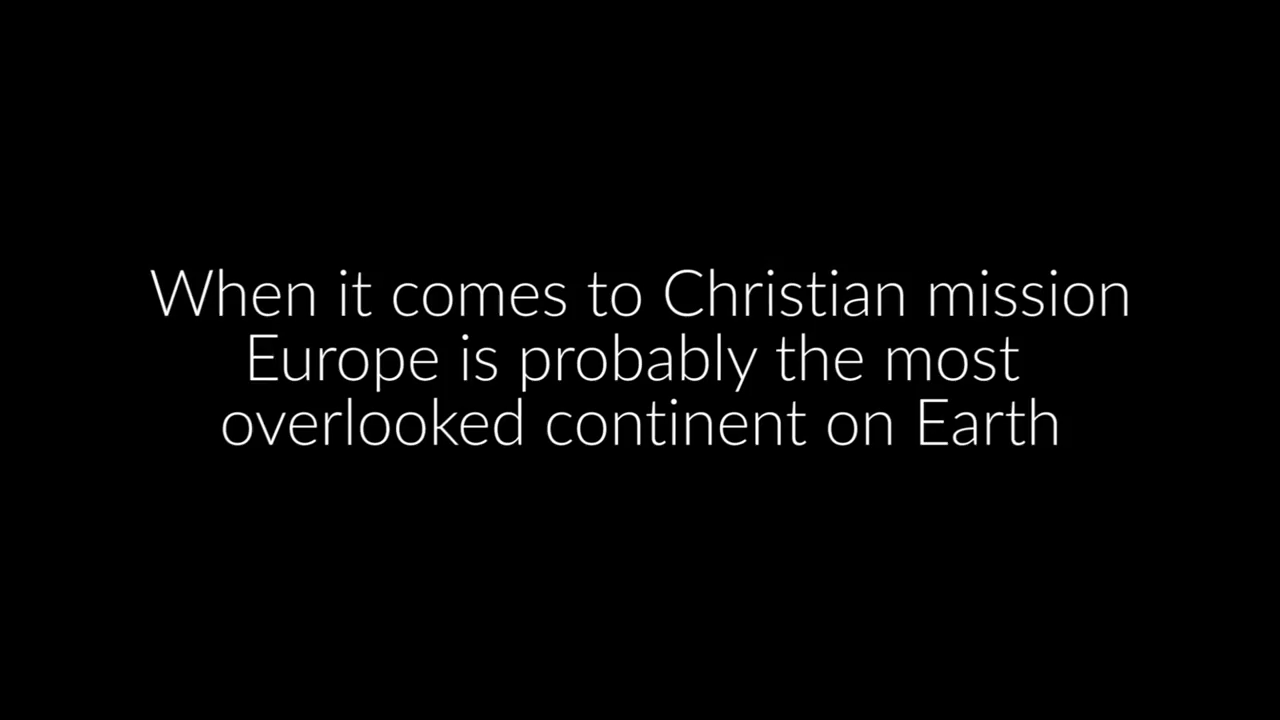 When it comes to Christian mission
Europe is probably the most
overlooked continent on Earth